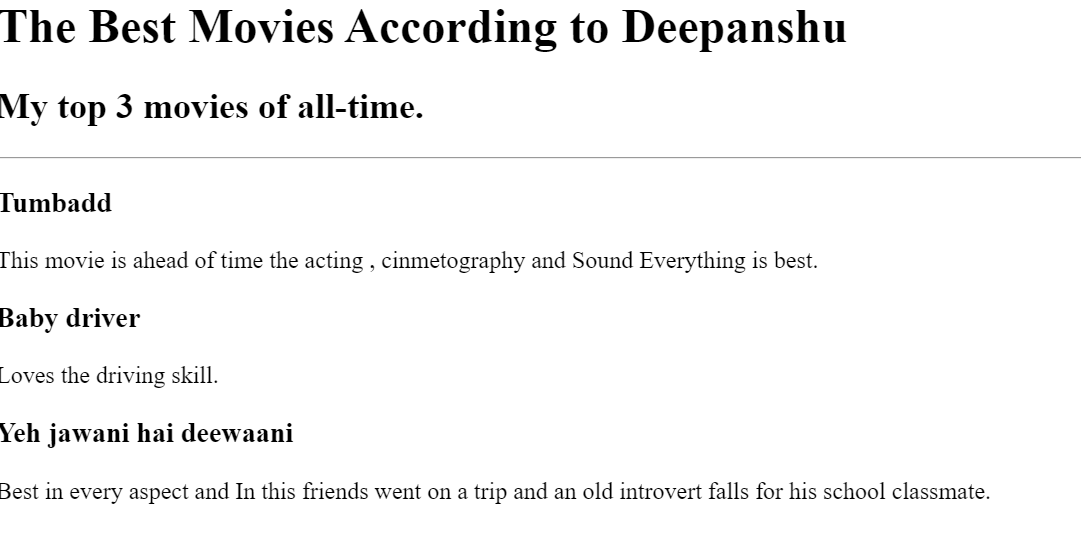 The Best Movies According to Deepanshu
My top 3 movies of all-time.
Tumbadd
This movie is ahead of time the acting , cinmetography and Sound Everything is best.
Baby driver
Loves the driving skill.
Yeh jawani hai deewaani
Best in every aspect and In this friends went on a trip and an old introvert falls for his school classmate.